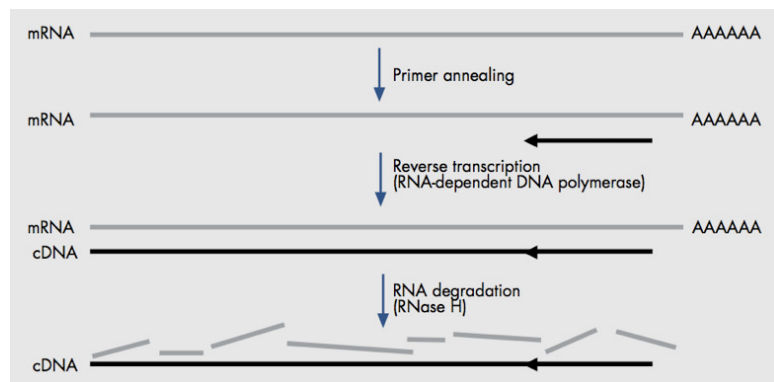 mRNA AAAAAA
Primer annealing
mRNA AAAAAA
Reverse transcription
(RNA-dependent DNA polymerase)
mRNA AAAAAA
cDNA
RNA degradation
(RNase H)
cDNA